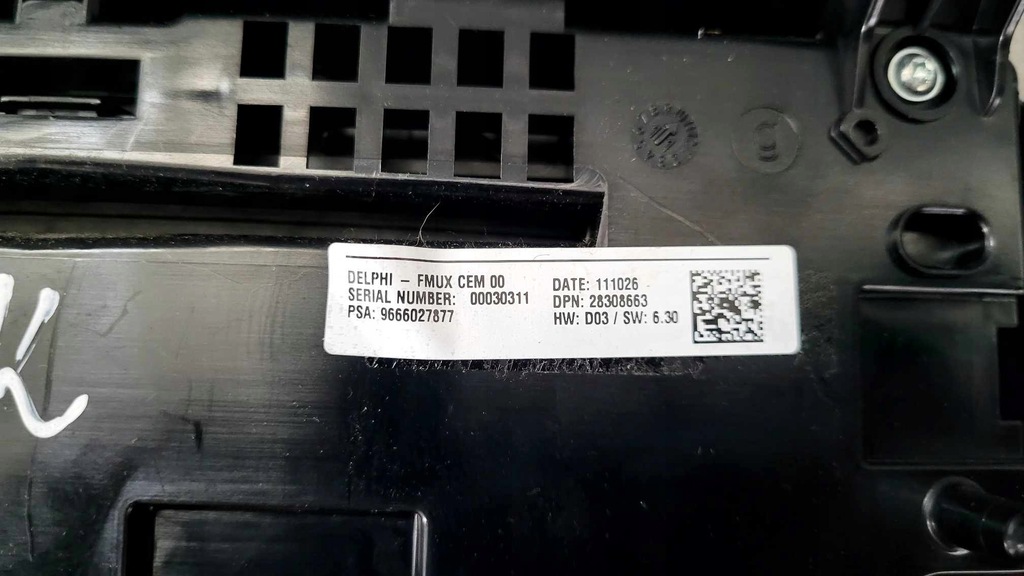 DELPHI - FMUX CEM 00
SERIAL NUMBER: 00030311
PSA: 9666027877
DATE: 111026
DPN: 28308663
HW: D03 / SW: 6.30